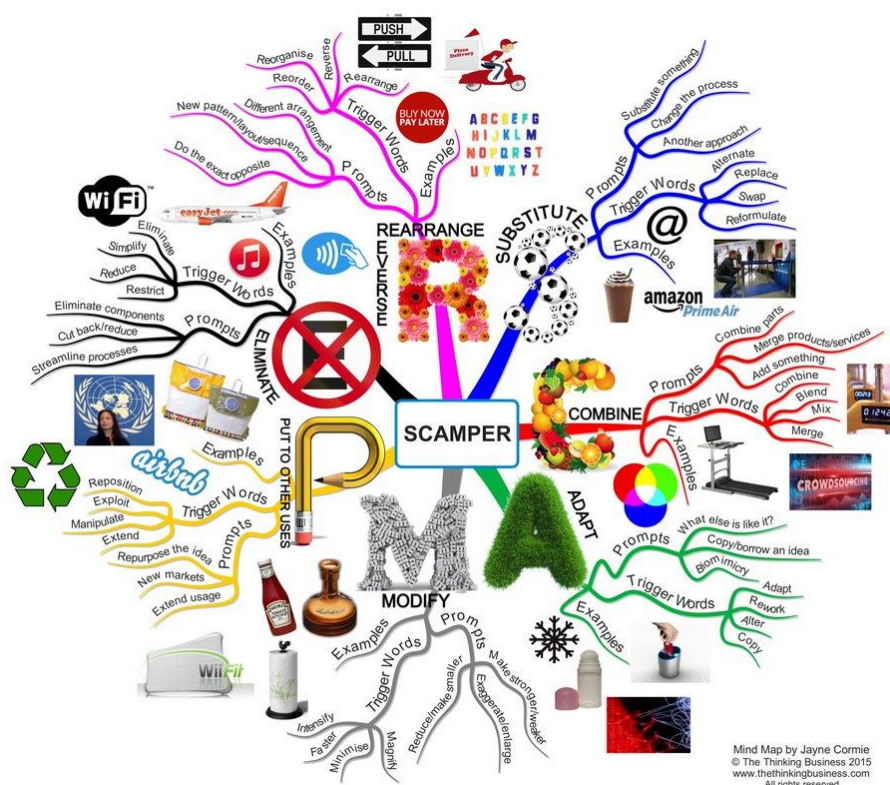 SCAMPER
SUBSTITUTE
Prompts
Substitute something
Change the process
Another approach
Trigger Words
Alternate
Replace
Swap
Reformulate
Examples
@
amazon
PrimeAir
COMBINE
Prompts
Combine parts
Merge products/services
Add something
Trigger Words
Combine
Blend
Mix
Merge
Examples
CROWDSOURCING
A
ADAPT
Prompts
What else is like it?
Copy/borrow an idea
Biomimicry
Trigger Words
Adapt
Rework
Alter
Copy
Examples
M
MODIFY
Prompts
Make stronger/weaker
Exaggerate/enlarge
Reduce/make smaller
Trigger Words
Intensify
Faster
Minimise
Magnify
Examples
HEINZ
WiiFit
P
PUT TO OTHER USES
Examples
airbnb
Trigger Words
Reposition
Exploit
Manipulate
Extend
Prompts
Repurpose the idea
New markets
Extend usage
E
ELIMINATE
Examples
WiFi™
easyJet.com
Trigger Words
Eliminate
Simplify
Reduce
Restrict
Prompts
Eliminate components
Cut back/reduce
Streamline processes
R
REARRANGE
REVERSE
Trigger Words
Reorganise
Reverse
Reorder
Rearrange
Prompts
Different arrangement
New pattern/layout/sequence
Do the exact opposite
Examples
PUSH
PULL
Pizza
Delivery
BUY NOW
PAY LATER
A B C D E F G
H I J K L M
N O P Q R S T
U V W X Y Z
S
C
Mind Map by Jayne Cormie
© The Thinking Business 2015
www.thethinkingbusiness.com
All rights reserved